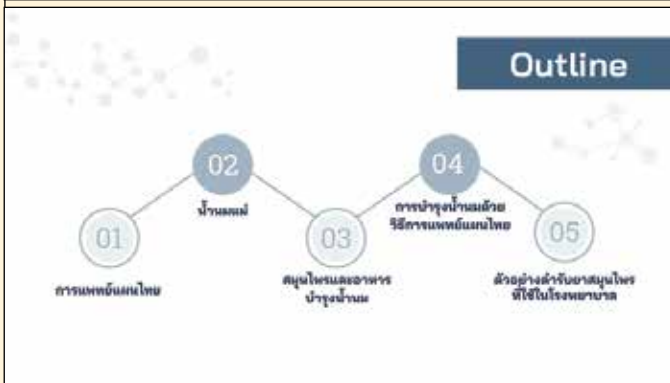 Outline
01
การแพทย์แผนไทย
02
น้ำนมแม่
03
สมุนไพรและอาหาร
บำรุงน้ำนม
04
การบำรุงน้ำนมด้วย
วิธีการแพทย์แผนไทย
05
ตัวอย่างตำรับยาสมุนไพร
ที่ใช้ในโรงพยาบาล